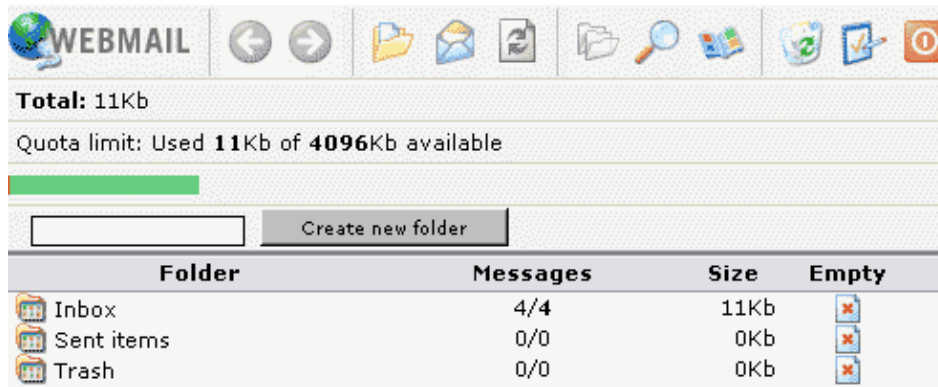 WEBMAIL
Total: 11Kb
Quota limit: Used 11Kb of 4096Kb available
Create new folder
Folder Messages Size Empty
Inbox 4/4 11Kb
Sent items 0/0 0Kb
Trash 0/0 0Kb